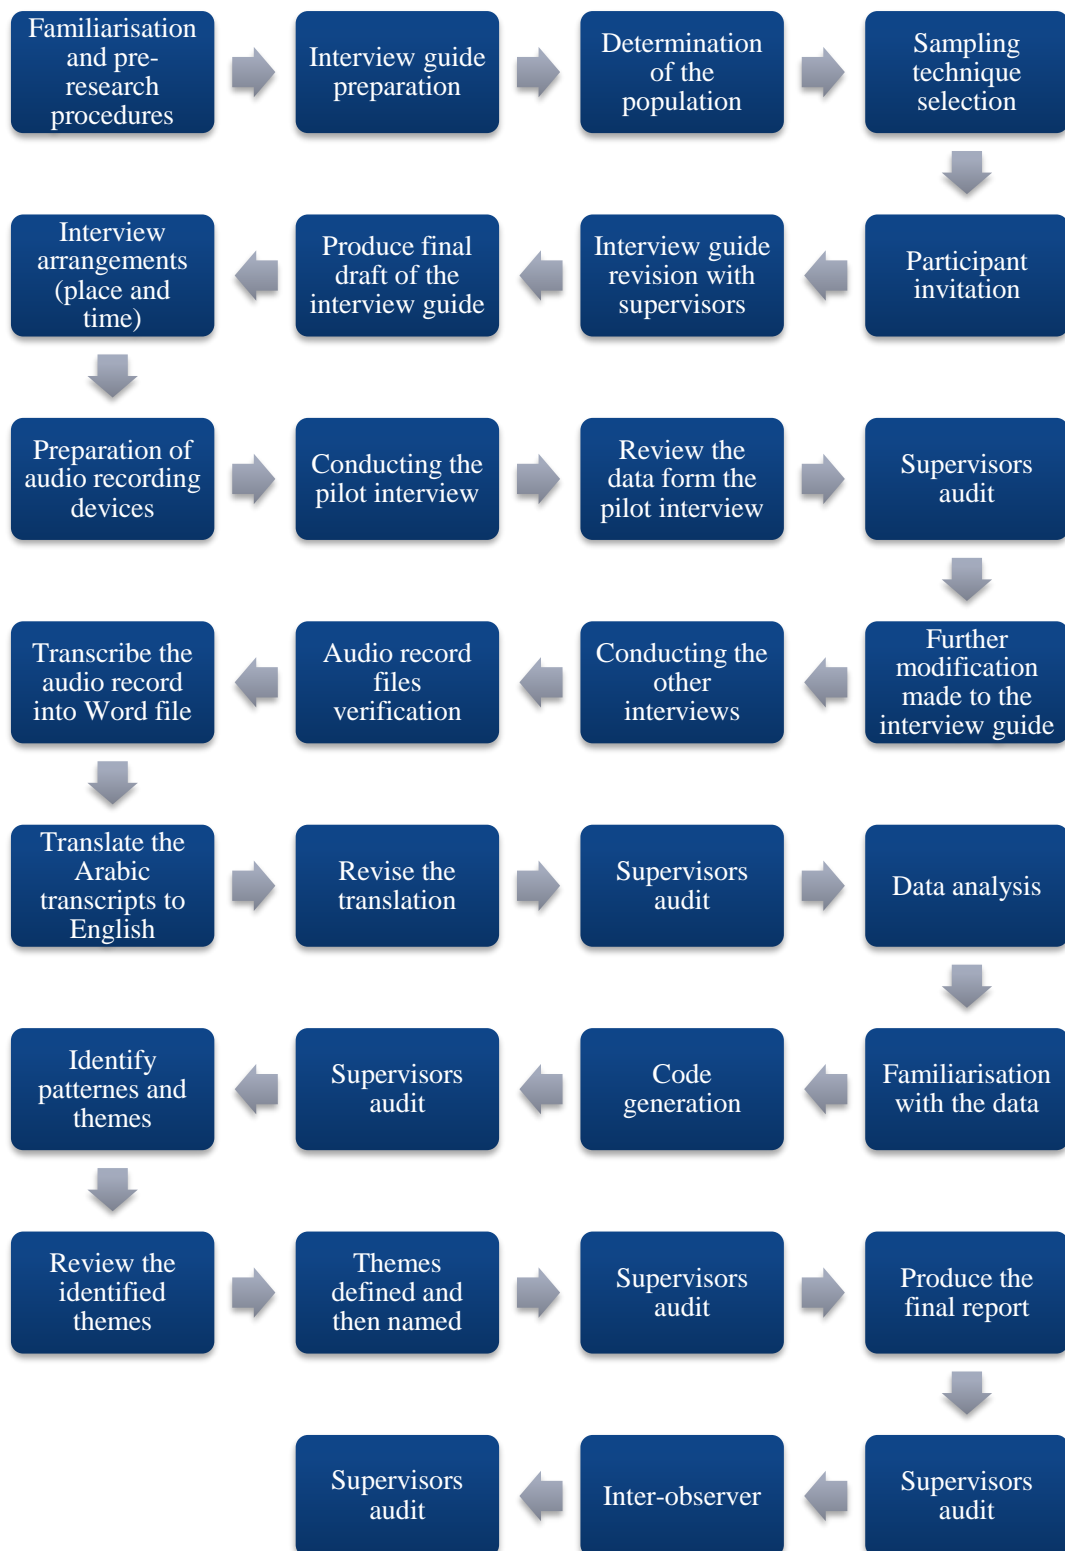 Familiarisation
and pre-
research
procedures
Interview guide
preparation
Determination
of the
population
Sampling
technique
selection
Participant
invitation
Interview guide
revision with
supervisors
Produce final
draft of the
interview guide
Interview
arrangements
(place and
time)
Preparation of
audio recording
devices
Conducting the
pilot interview
Review the
data form the
pilot interview
Supervisors
audit
Further
modification
made to the
interview guide
Conducting the
other
interviews
Audio record
files
verification
Transcribe the
audio record
into Word file
Translate the
Arabic
transcripts to
English
Revise the
translation
Supervisors
audit
Data analysis
Familiarisation
with the data
Code
generation
Supervisors
audit
Identify
patternes and
themes
Review the
identified
themes
Themes
defined and
then named
Supervisors
audit
Produce the
final report
Supervisors
audit
Inter-observer
Supervisors
audit